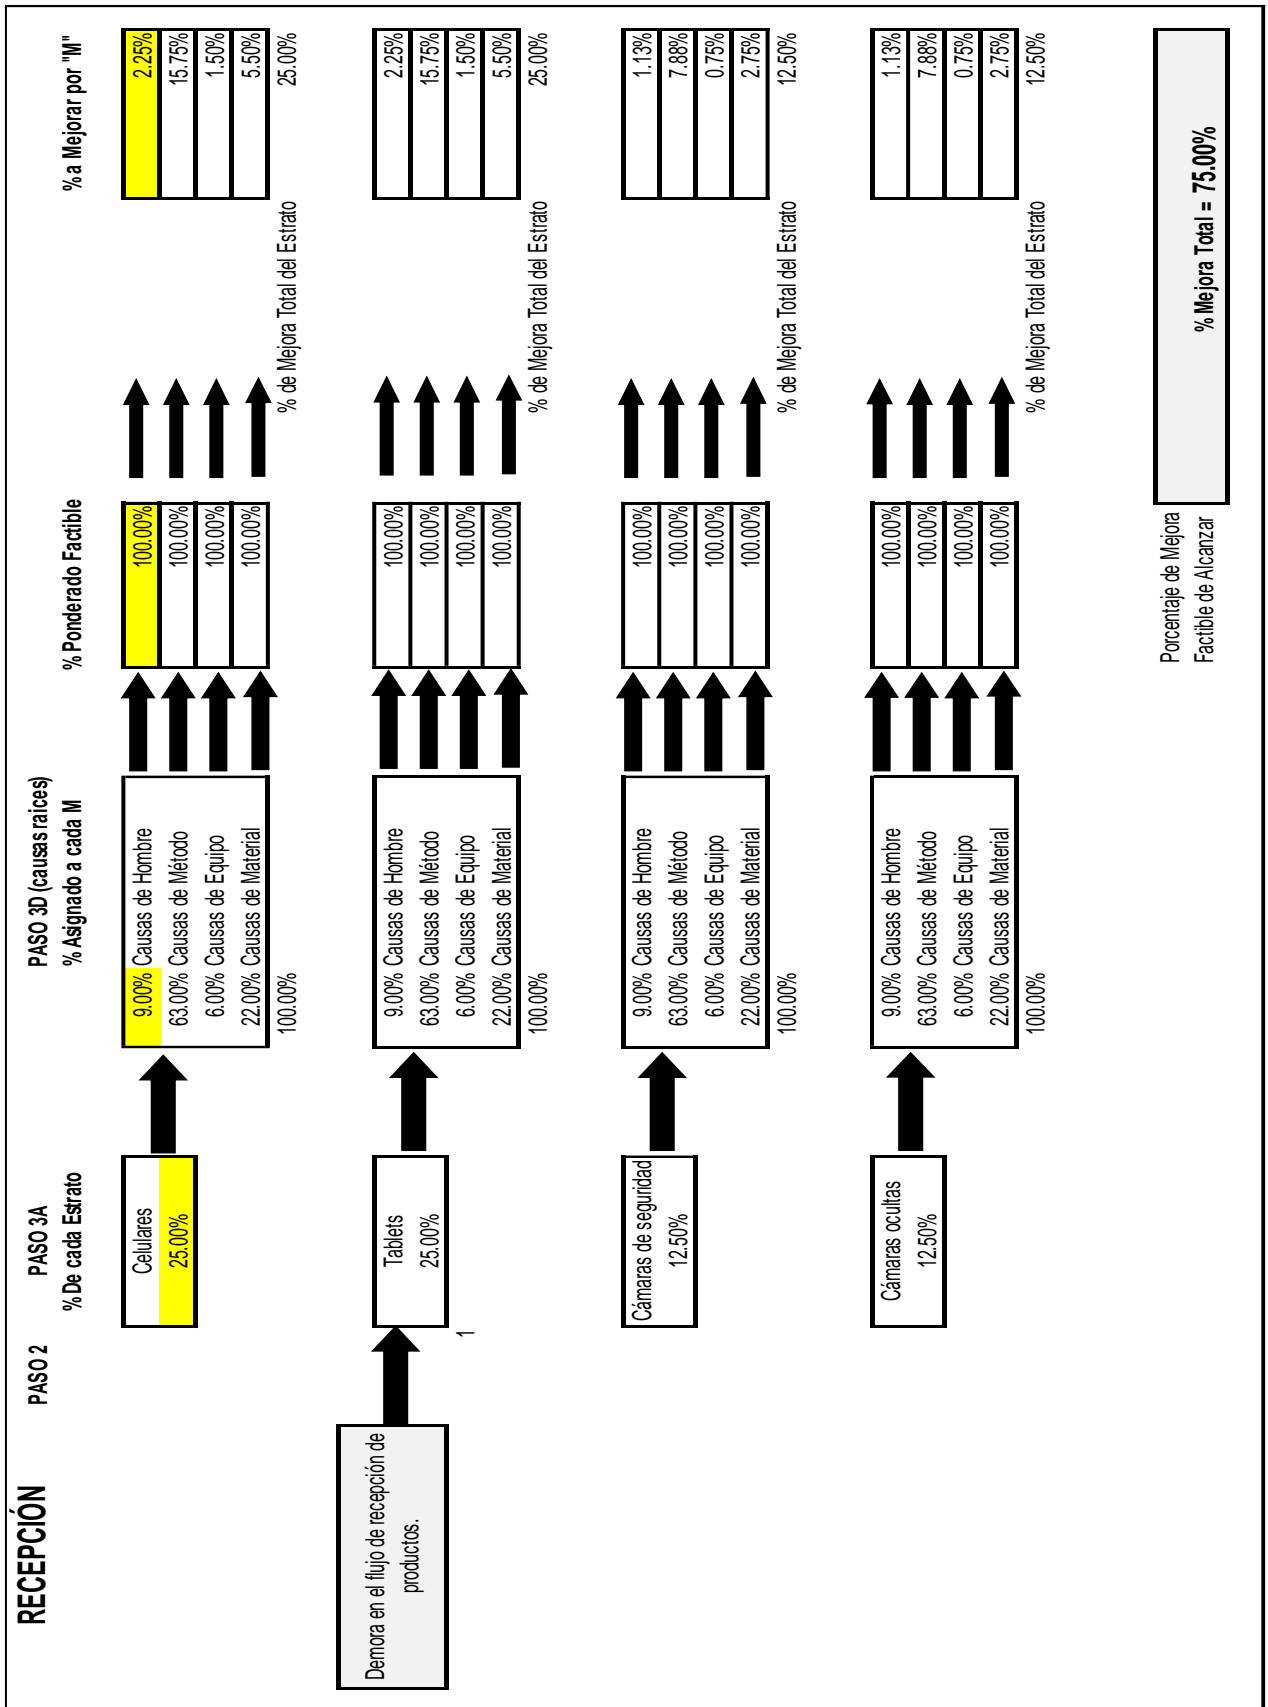 RECEPCIÓN
PASO 2
PASO 3A
PASO 3D (causas raices)
% De cada Estrato
% Asignado a cada M
% Ponderado Factible
% a Mejorar por "M"
Demora en el flujo de recepción de
productos.
1
Celulares
25.00%
9.00% Causas de Hombre
63.00% Causas de Método
6.00% Causas de Equipo
22.00% Causas de Material
100.00%
100.00%
100.00%
100.00%
100.00%
2.25%
15.75%
1.50%
5.50%
% de Mejora Total del Estrato
25.00%
Tablets
25.00%
9.00% Causas de Hombre
63.00% Causas de Método
6.00% Causas de Equipo
22.00% Causas de Material
100.00%
100.00%
100.00%
100.00%
100.00%
2.25%
15.75%
1.50%
5.50%
% de Mejora Total del Estrato
25.00%
Cámaras de seguridad
12.50%
9.00% Causas de Hombre
63.00% Causas de Método
6.00% Causas de Equipo
22.00% Causas de Material
100.00%
100.00%
100.00%
100.00%
100.00%
1.13%
7.88%
0.75%
2.75%
% de Mejora Total del Estrato
12.50%
Cámaras ocultas
12.50%
9.00% Causas de Hombre
63.00% Causas de Método
6.00% Causas de Equipo
22.00% Causas de Material
100.00%
100.00%
100.00%
100.00%
100.00%
1.13%
7.88%
0.75%
2.75%
% de Mejora Total del Estrato
12.50%
Porcentaje de Mejora
Factible de Alcanzar
% Mejora Total = 75.00%